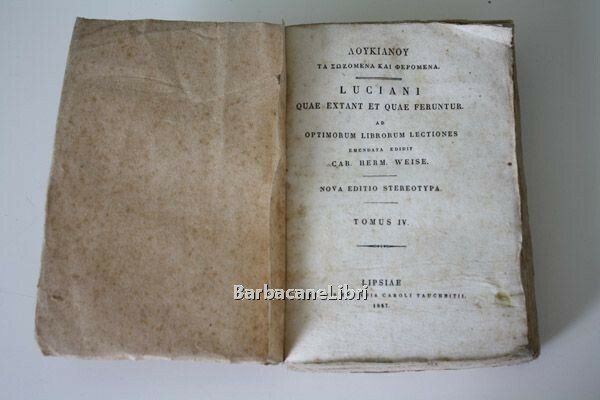 ΛΟΥΚΙΑΝΟΥ
ΤΑ ΣΩΖΟΜΕΝΑ ΚΑΙ ΦΕΡΟΜΕΝΑ.
LUCIANI
QUAE EXTANT ET QUAE FERUNTUR.
AD
OPTIMORUM LIBRORUM LECTIONES
EMENDATA EDIDIT
CAR. HERM. WEISE.
NOVA EDITIO STEREOTYPA.
TOMUS IV.
LIPSIAE
BarbacaneLibri
CAROLI TAUCHNITII.